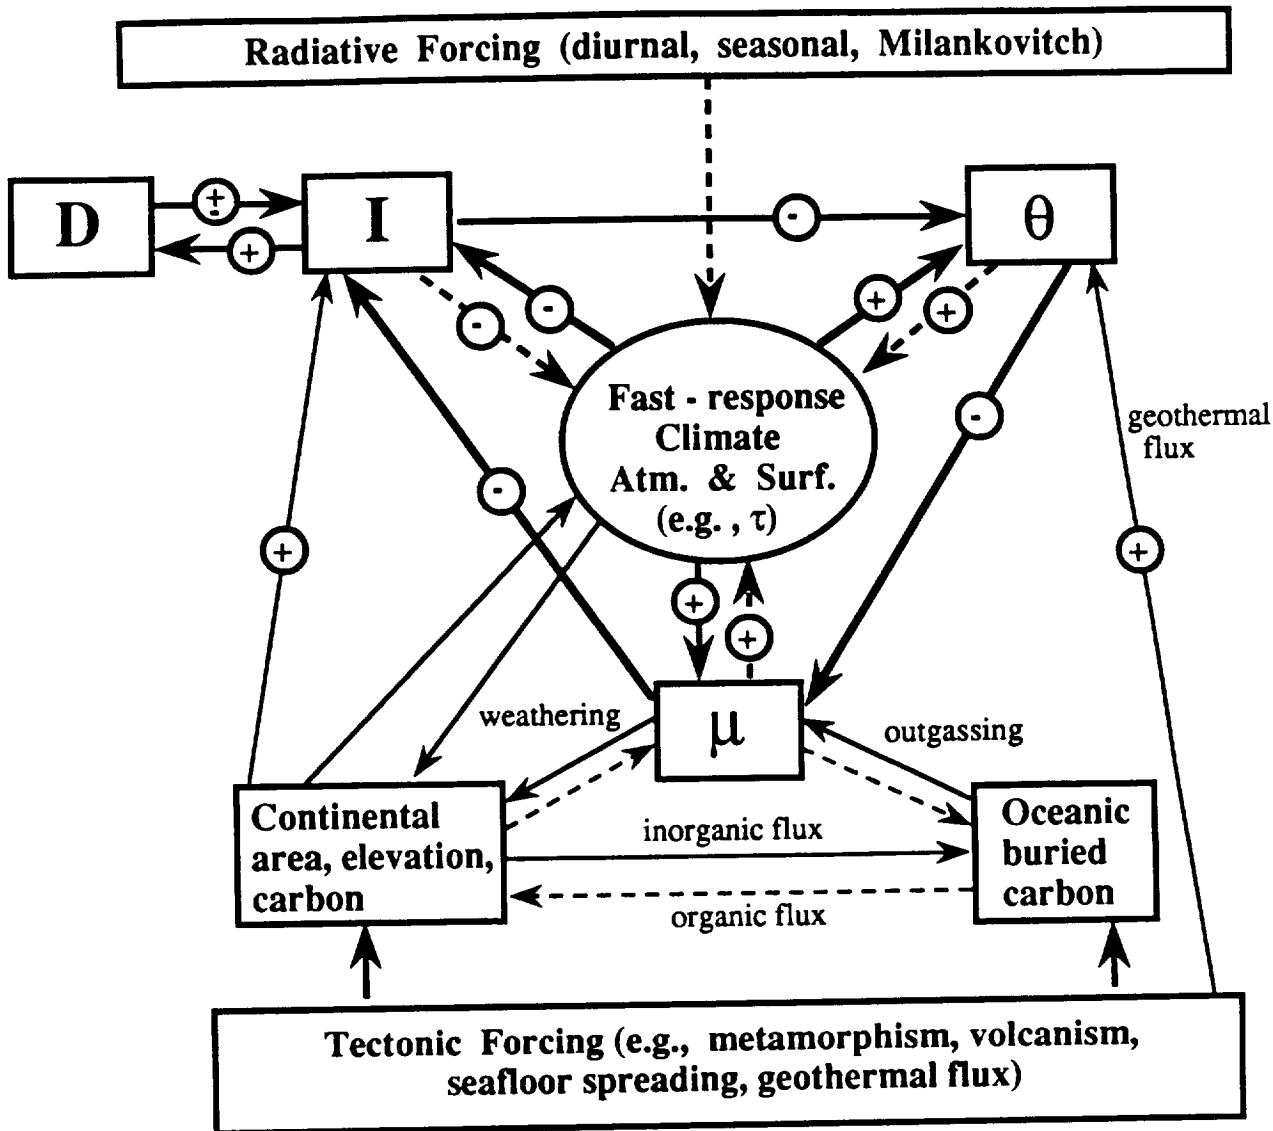 Radiative Forcing (diurnal, seasonal, Milankovitch)
D
±
+
I
-
θ
-
-
+
+
Fast - response
Climate
Atm. & Surf.
(e.g. , τ)
-
geothermal
flux
-
+
+
+
+
weathering
μ
outgassing
Continental
area, elevation,
carbon
inorganic flux
organic flux
Oceanic
buried
carbon
Tectonic Forcing (e.g., metamorphism, volcanism,
seafloor spreading, geothermal flux)